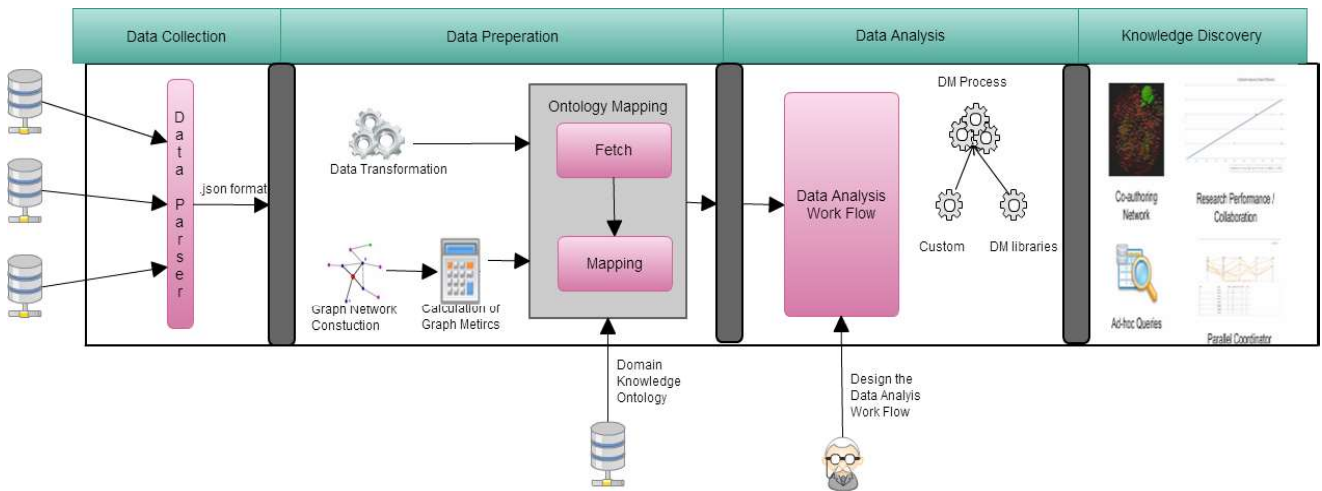 Data Collection
Data Preperation
Data Analysis
Knowledge Discovery
Data Parser
.json format
Data Transformation
Graph Network
Constuction
Calculation of
Graph Metircs
Ontology Mapping
Fetch
Mapping
Domain
Knowledge
Ontology
Data Analysis
Work Flow
Design the
Data Analyis
Work Flow
DM Process
Custom
DM libraries
Co-authoring
Network
Research Performance /
Collaboration
Ad-hoc Queries
Parallel Coordinator